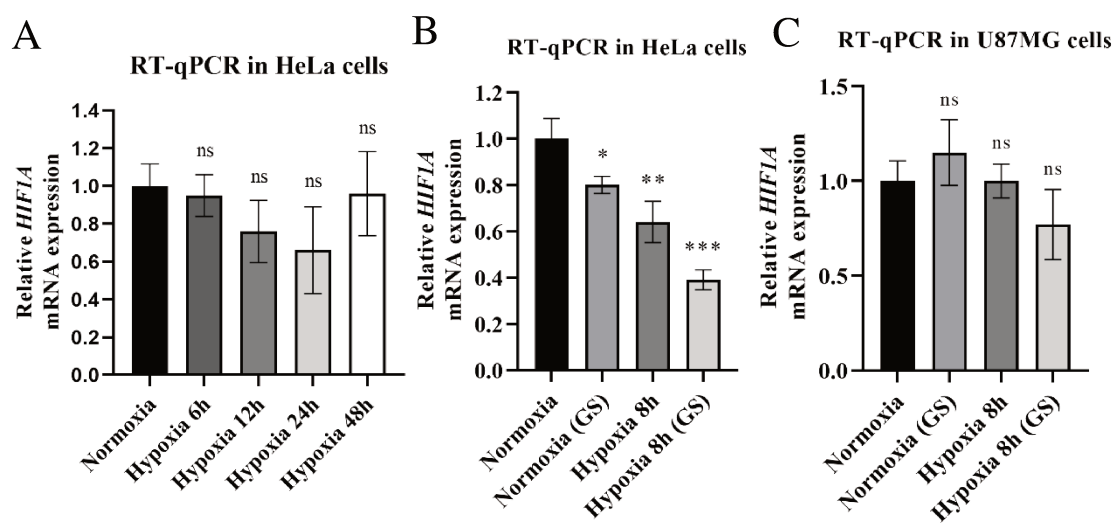 A
RT-qPCR in HeLa cells
Relative HIF1A
mRNA expression
1.4
1.2
1.0
0.8
0.6
0.4
0.2
0.0
ns
ns
ns
ns
Normoxia
Hypoxia 6h
Hypoxia 12h
Hypoxia 24h
Hypoxia 48h
B
RT-qPCR in HeLa cells
Relative HIF1A
mRNA expression
1.2
1.0
0.8
0.6
0.4
0.2
0.0
*
**
***
Normoxia
Normoxia (GS)
Hypoxia 8h
Hypoxia 8h (GS)
C
RT-qPCR in U87MG cells
Relative HIF1A
mRNA expression
1.5
1.0
0.5
0.0
ns
ns
ns
Normoxia
Normoxia (GS)
Hypoxia 8h
Hypoxia 8h (GS)